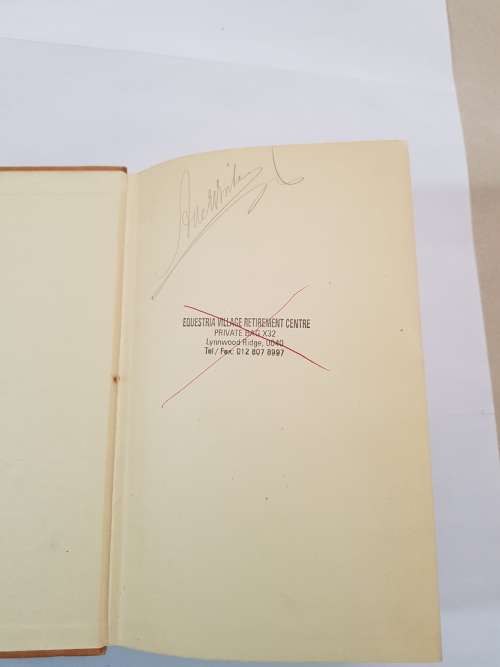 EQUESTRIA VILLAGE RETIREMENT CENTRE
PRIVATE BAG X32
Lynnwood Ridge, 0040
Tel / Fax: 012 807 8997